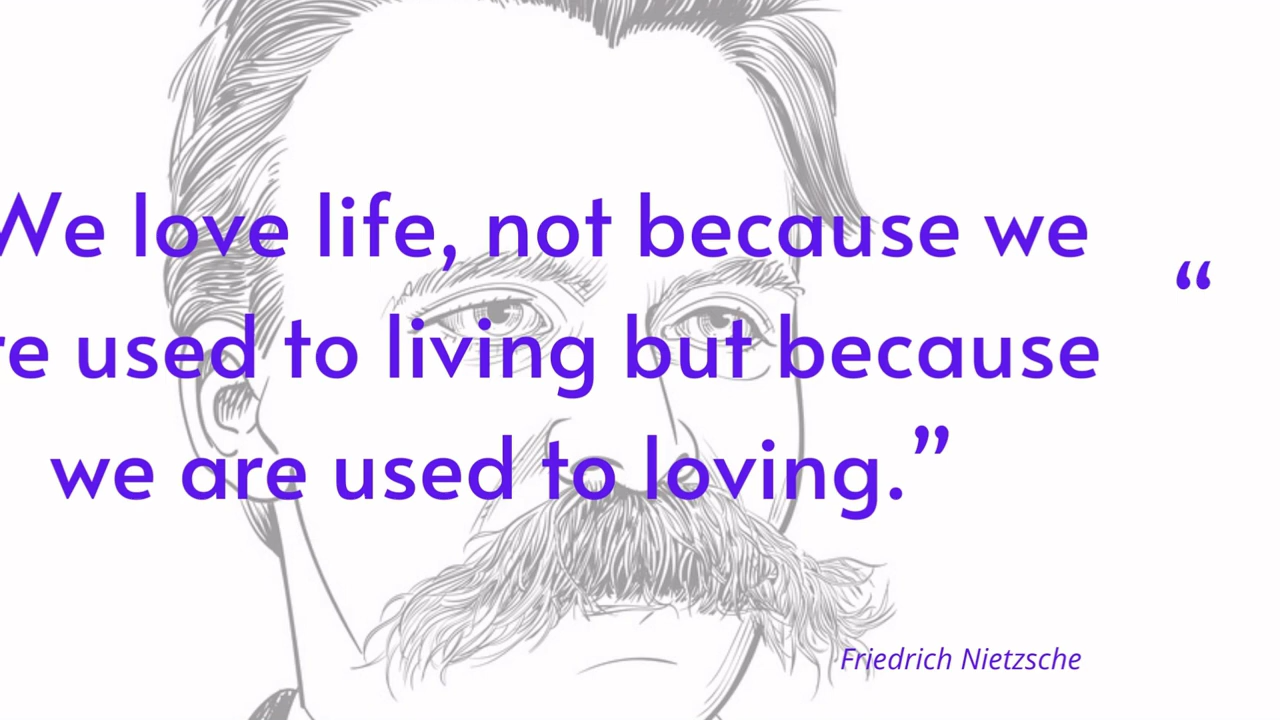 We love life, not because we
“
re used to living but because
we are used to loving.”
Friedrich Nietzsche